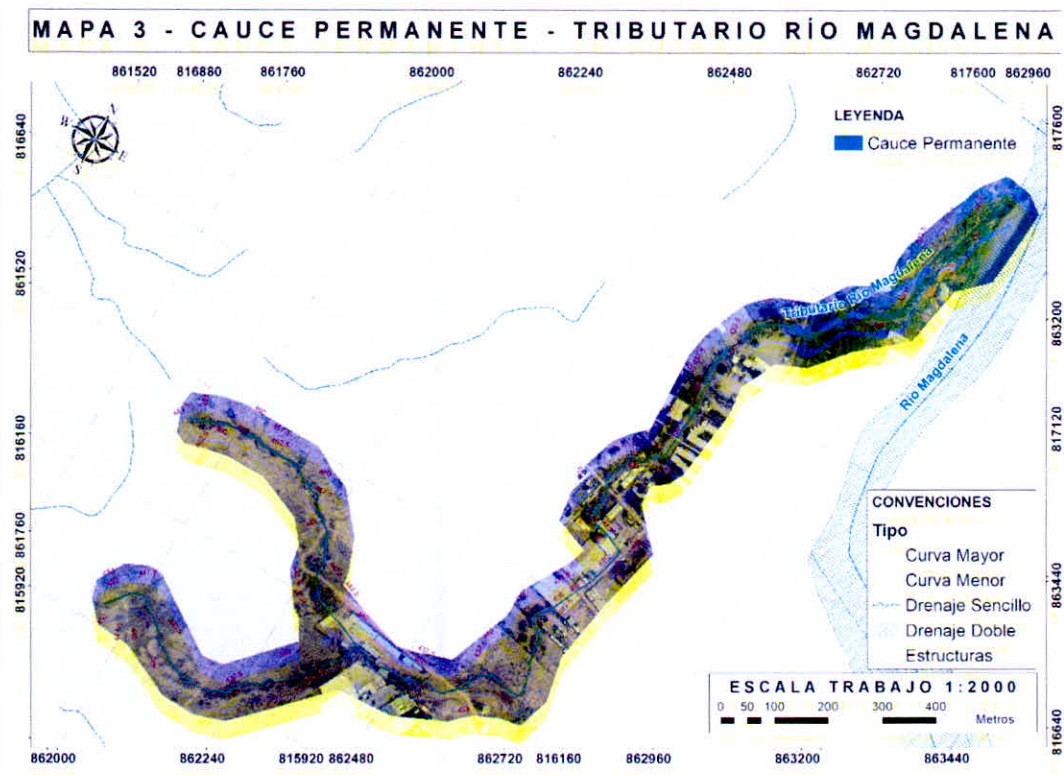 MAPA 3 - CAUCE PERMANENTE - TRIBUTARIO RÍO MAGDALENA
861520 816880 861760 862000 862240 862480 862720 817600 862960
816640
861520
816160
861760
815920
N
W
E
S
LEYENDA
Cauce Permanente
817600
863200
817120
863440
816640
Tributario Río Magdalena
Río Magdalena
CONVENCIONES
Tipo
Curva Mayor
Curva Menor
Drenaje Sencillo
Drenaje Doble
Estructuras
ESCALA TRABAJO 1:2000
0 50 100 200 300 400
Metros
862000 862240 815920 862480 862720 816160 862960 863200 863440